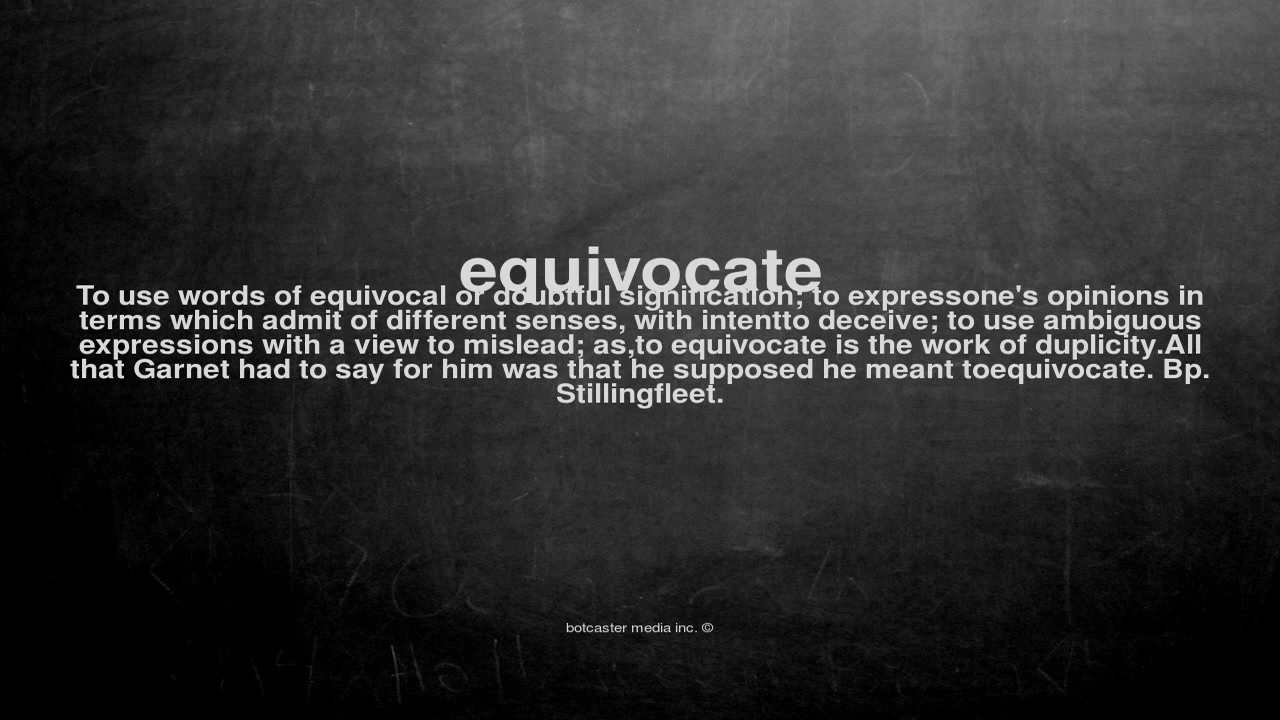 equivocate
To use words of equivocal or doubtful signification; to expressone's opinions in
terms which admit of different senses, with intentto deceive; to use ambiguous
expressions with a view to mislead; as,to equivocate is the work of duplicity.All
that Garnet had to say for him was that he supposed he meant toequivocate. Bp.
Stillingfleet.
botcaster media inc. ©